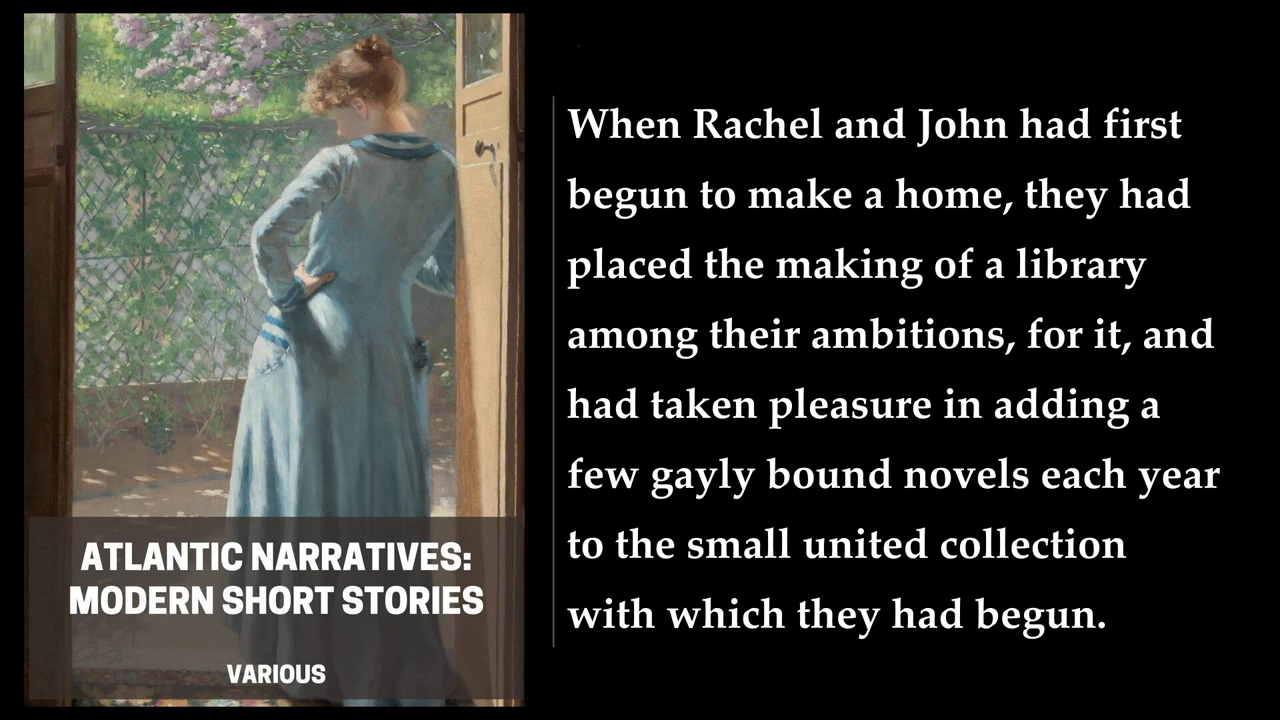 ATLANTIC NARRATIVES:
MODERN SHORT STORIES
VARIOUS
When Rachel and John had first
begun to make a home, they had
placed the making of a library
among their ambitions, for it, and
had taken pleasure in adding a
few gayly bound novels each year
to the small united collection
with which they had begun.